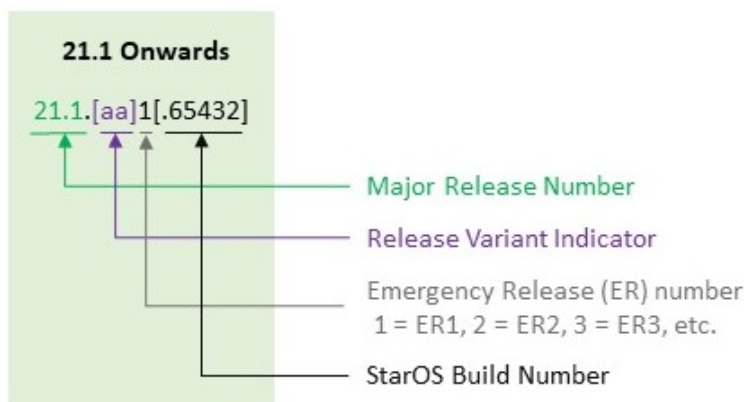 21.1 Onwards
21.1.[aa]1[.65432]
Major Release Number
Release Variant Indicator
Emergency Release (ER) number
1 = ER1, 2 = ER2, 3 = ER3, etc.
StarOS Build Number